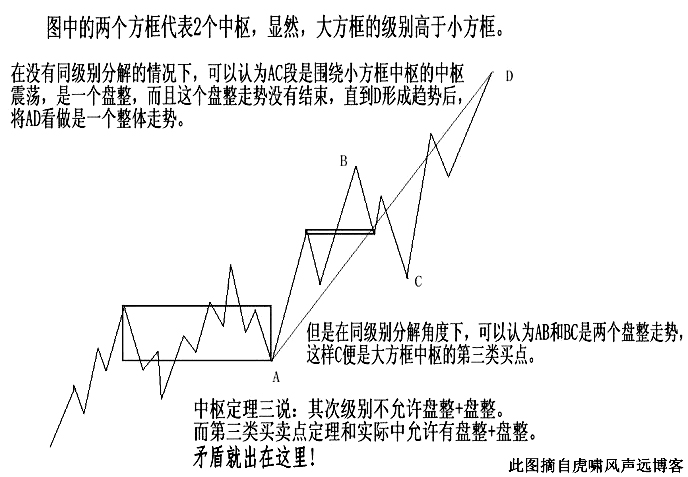 图中的两个方框代表2个中枢，显然，大方框的级别高于小方框。
在没有同级别分解的情况下，可以认为AC段是围绕小方框中枢的中枢
震荡，是一个盘整，而且这个盘整走势没有结束，直到D形成趋势后，
将AD看做是一个整体走势。
D
B
C
但是在同级别分解角度下，可以认为AB和BC是两个盘整走势，
这样C便是大方框中枢的第三类买点。
A
中枢定理三说：其次级别不允许盘整+盘整。
而第三类买卖点定理和实际中允许有盘整+盘整。
矛盾就出在这里！
此图摘自虎啸风声远博客